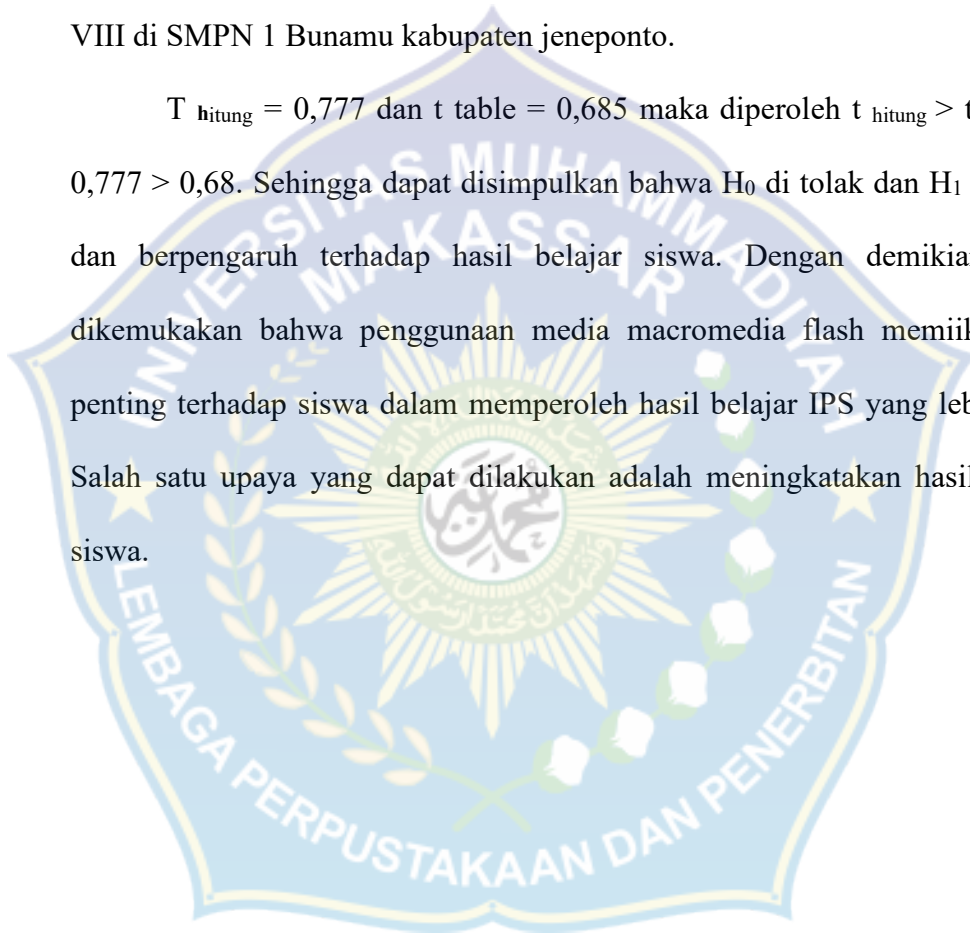 VIII di SMPN 1 Bunamu kabupaten jeneponto.
T hitung = 0,777 dan t table = 0,685 maka diperoleh t hitung > t
0,777 > 0,68. Sehingga dapat disimpulkan bahwa H0 di tolak dan H1
dan berpengaruh terhadap hasil belajar siswa. Dengan demikian
dikemukakan bahwa penggunaan media macromedia flash memiik
penting terhadap siswa dalam memperoleh hasil belajar IPS yang leb
Salah satu upaya yang dapat dilakukan adalah meningkatakan hasil
siswa.
UNIVERSITAS MUHAMMADIYAH
MAKASSAR
LEMBAGA PERPUSTAKAAN DAN PENERBITAN